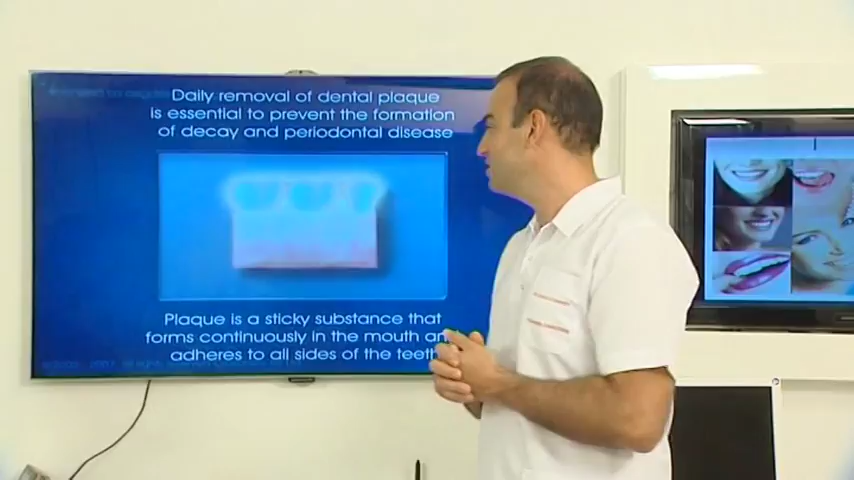 Daily removal of dental plaque
is essential to prevent the formation
of decay and periodontal disease
Plaque is a sticky substance that
forms continuously in the mouth an
adheres to all sides of the teeth